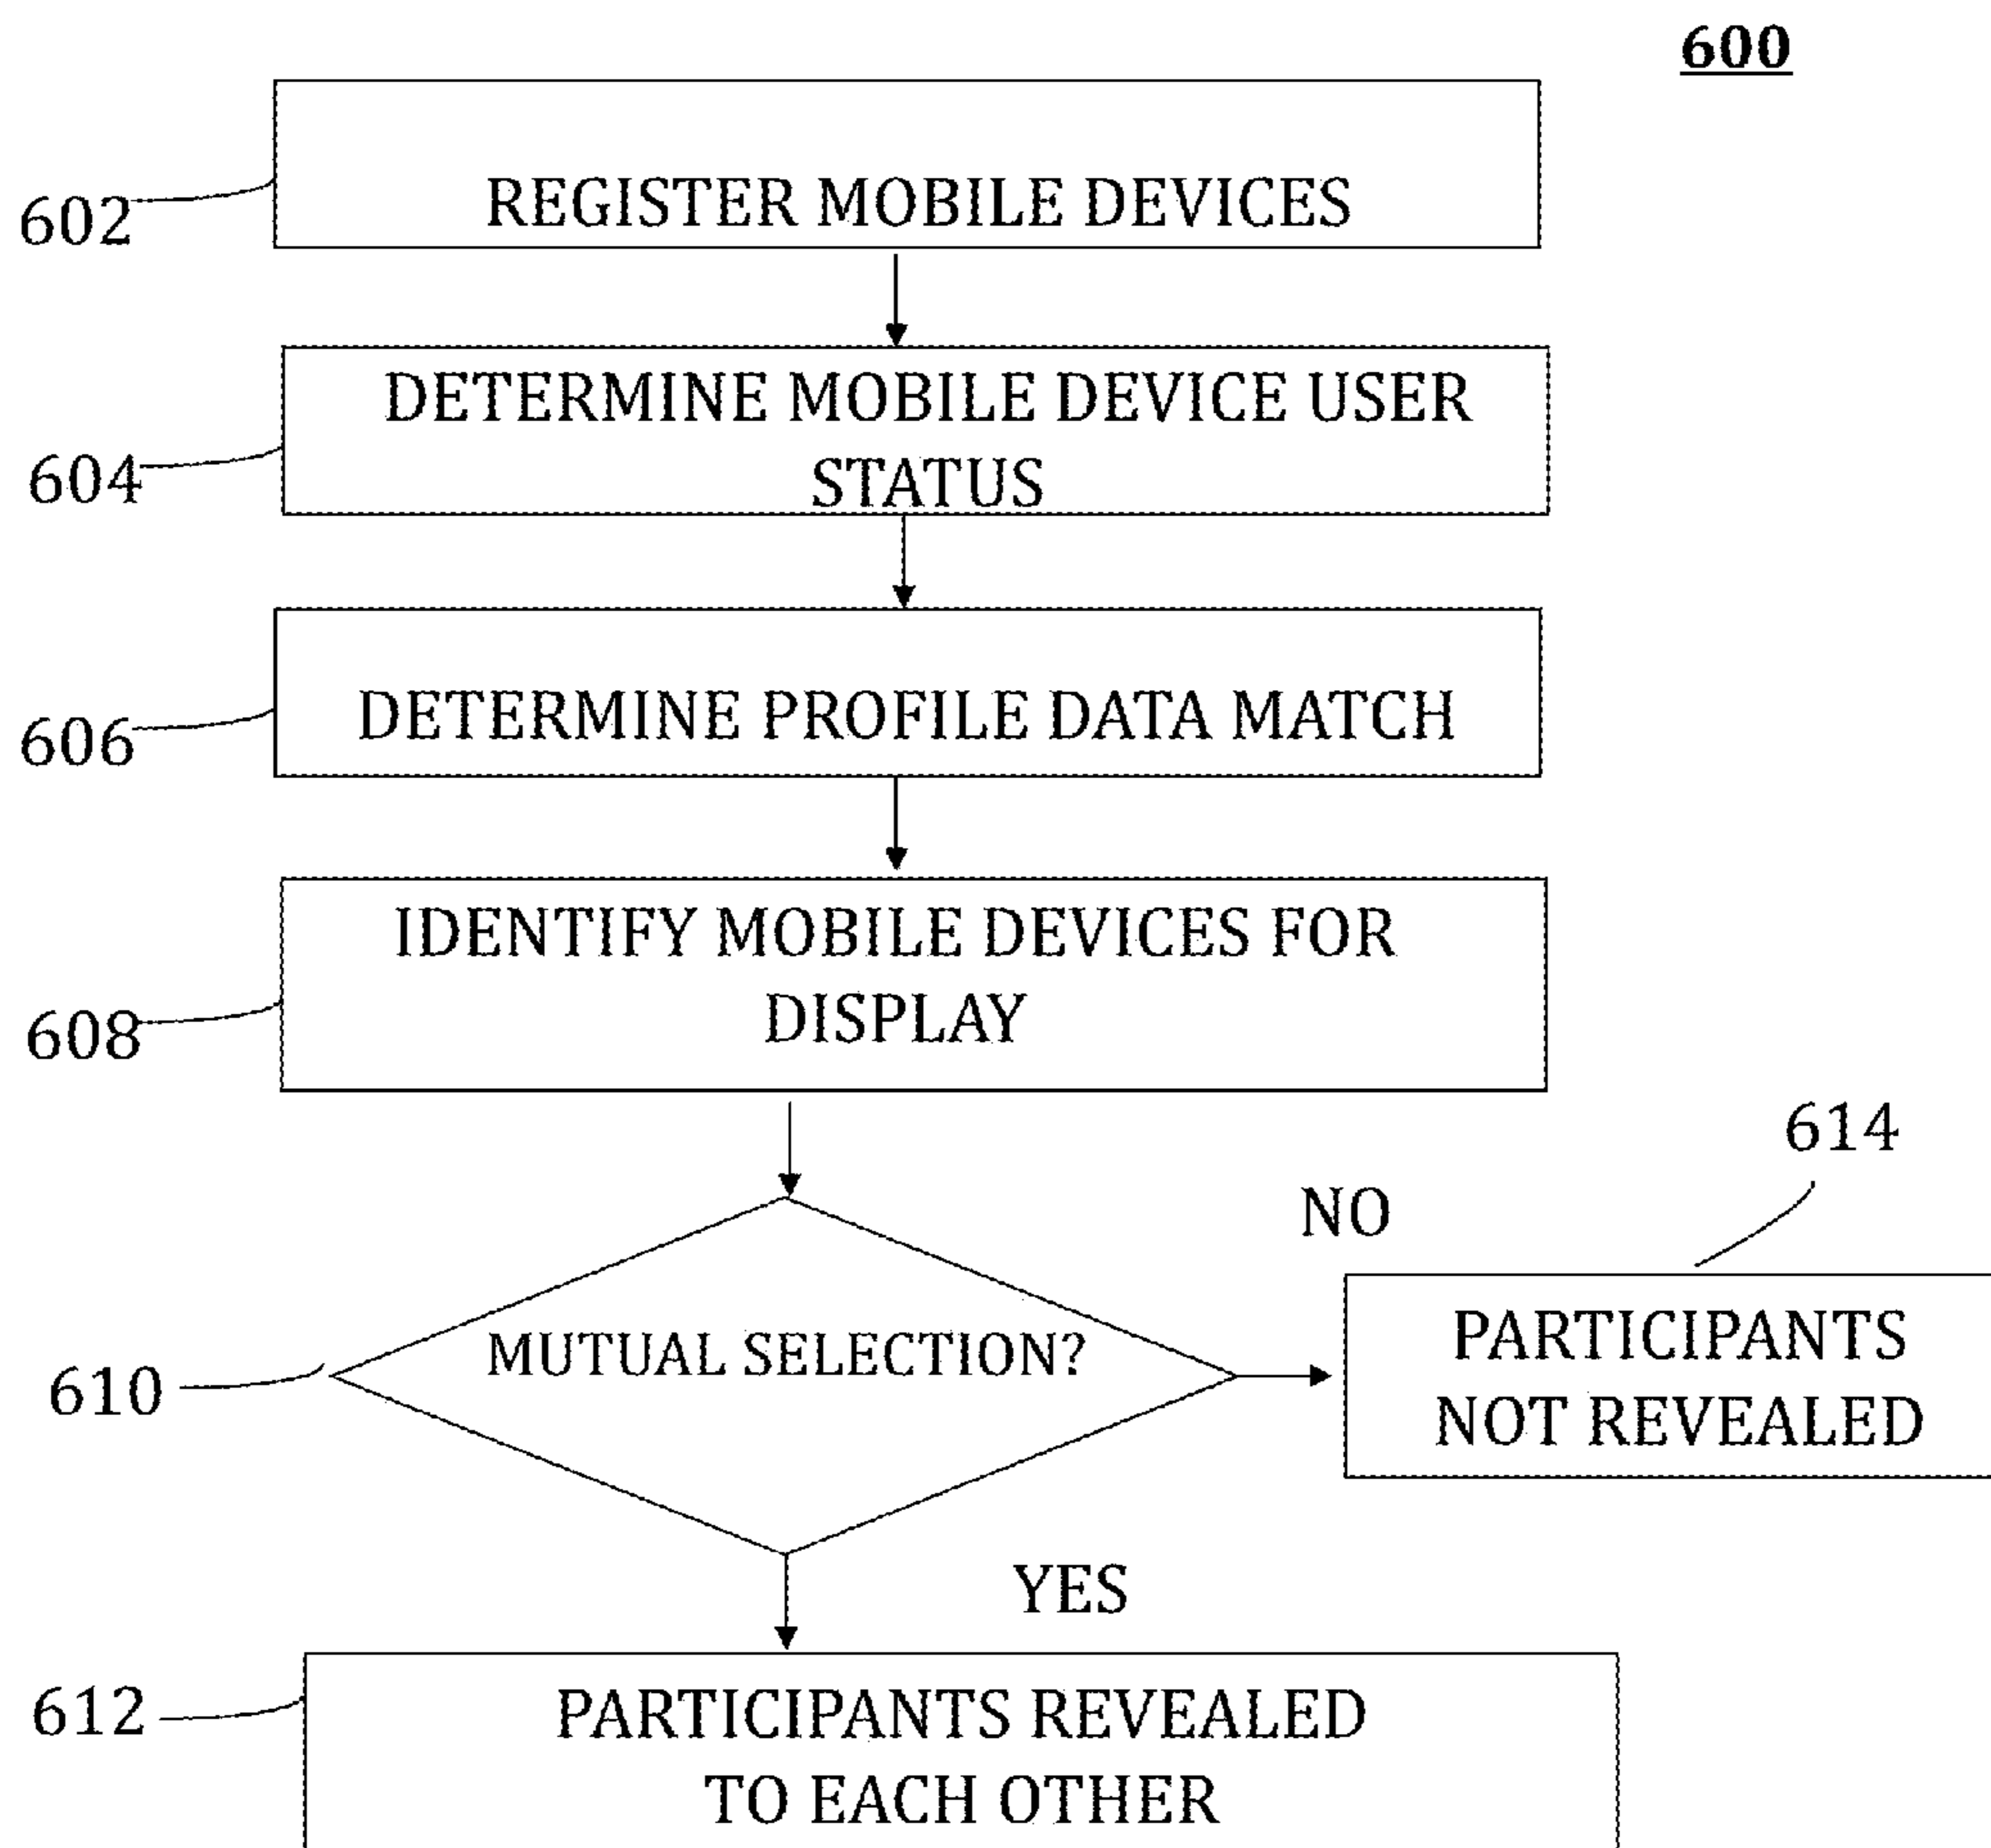 600
REGISTER MOBILE DEVICES
602
DETERMINE MOBILE DEVICE USER
STATUS
604
DETERMINE PROFILE DATA MATCH
606
IDENTIFY MOBILE DEVICES FOR
DISPLAY
608
614
NO
MUTUAL SELECTION?
610
PARTICIPANTS
NOT REVEALED
YES
612
PARTICIPANTS REVEALED
TO EACH OTHER